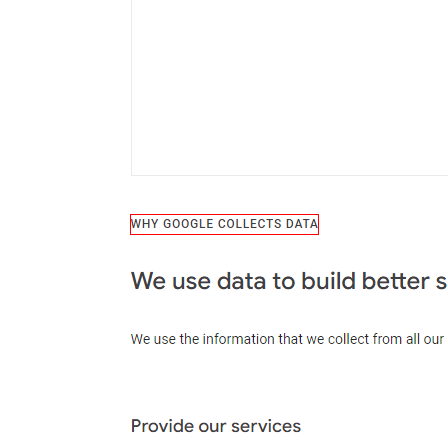 WHY GOOGLE COLLECTS DATA
We use data to build better
We use the information that we collect from all our
Provide our services